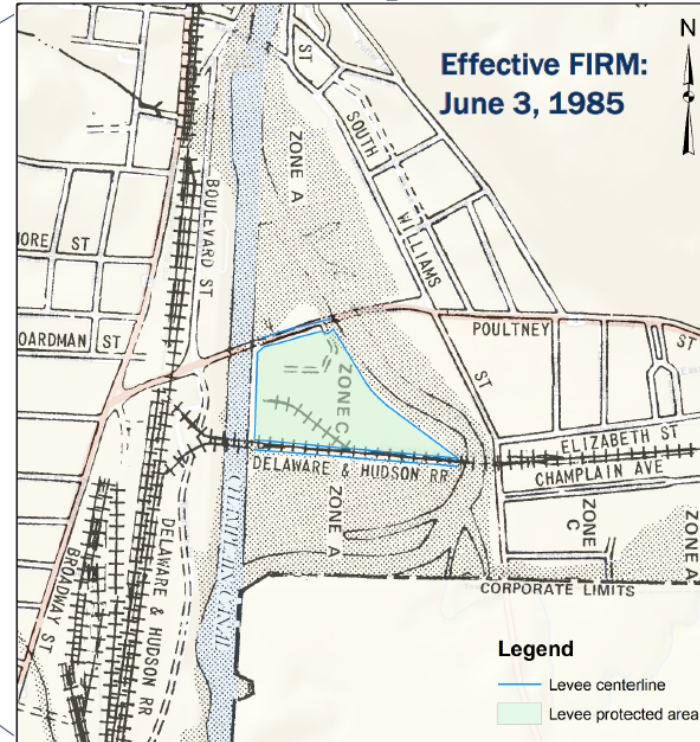 Effective FIRM:
June 3, 1985
N
ST
SOUTH
WILLIAMS
ST
ZONE A
BOULEVARD ST
ORE ST
OARDMAN ST
POULTNEY
ST
ZONE C
ELIZABETH ST
CHAMPLAIN AVE
DELAWARE & HUDSON RR
ZONE A
ZONE
C
ZONE A
CHAMPLAIN CANAL
DELAWARE & HUDSON RR
BROADWAY ST
CORPORATE LIMITS
Legend
Levee centerline
Levee protected area